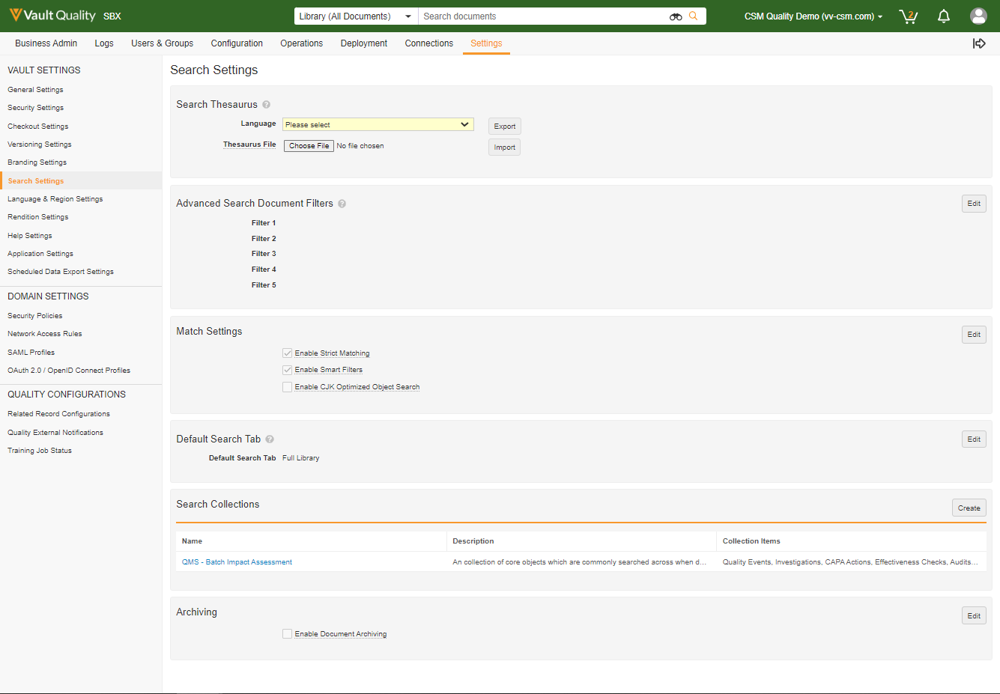 Vault Quality SBX
Library (All Documents)
Search documents
CSM Quality Demo (vv-csm.com)
2
Business Admin
Logs
Users & Groups
Configuration
Operations
Deployment
Connections
Settings
VAULT SETTINGS
General Settings
Security Settings
Checkout Settings
Versioning Settings
Branding Settings
Search Settings
Language & Region Settings
Rendition Settings
Help Settings
Application Settings
Scheduled Data Export Settings
DOMAIN SETTINGS
Security Policies
Network Access Rules
SAML Profiles
OAuth 2.0 / OpenID Connect Profiles
QUALITY CONFIGURATIONS
Related Record Configurations
Quality External Notifications
Training Job Status
Search Settings
Search Thesaurus ?
Language Please select Export
Thesaurus File Choose File No file chosen Import
Advanced Search Document Filters ? Edit
Filter 1
Filter 2
Filter 3
Filter 4
Filter 5
Match Settings Edit
Enable Strict Matching
Enable Smart Filters
Enable CJK Optimized Object Search
Default Search Tab ? Edit
Default Search Tab Full Library
Search Collections Create
Name Description Collection Items
QMS - Batch Impact Assessment An collection of core objects which are commonly searched across when d... Quality Events, Investigations, CAPA Actions, Effectiveness Checks, Audits...
Archiving Edit
Enable Document Archiving